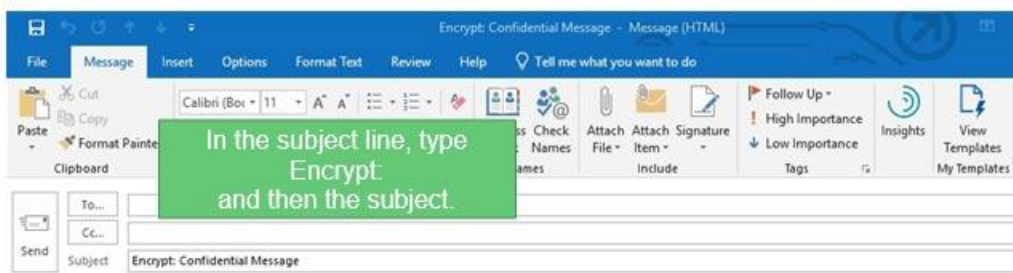 Encrypt: Confidential Message - Message (HTML)
File Message Insert Options Format Text Review Help Tell me what you want to do
Paste
Cut
Copy
Format Painte
Clipboard
Calibri (Boc 11 A A
In the subject line, type
Encrypt:
and then the subject.
Check
Names
Attach
File
Attach
Item
Signature
Include
Follow Up
High Importance
Low Importance
Tags
Insights
View
Templates
My Templates
Send
To...
Cc...
Subject Encrypt: Confidential Message